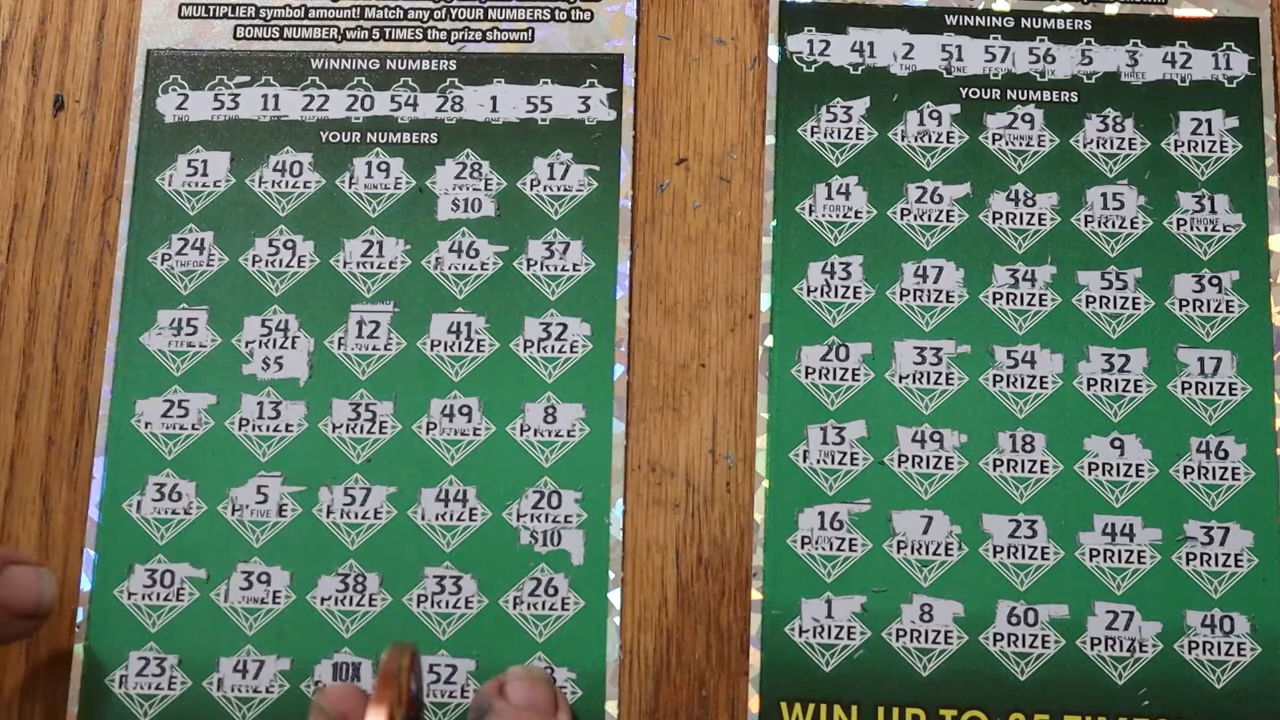 MULTIPLIER symbol amount! Match any of YOUR NUMBERS to the
BONUS NUMBER, win 5 TIMES the prize shown!
WINNING NUMBERS
2 53 11 22 20 54 28 1 55 3
YOUR NUMBERS
51 40 19 28 17
$10
24 59 21 46 37
45 54 12 41 32
PRIZE PRIZE PRIZE
$5
25 13 35 49 8
36 5 57 44 20
FIVE PRIZE PRIZE
$10
30 39 38 33 26
PRIZE PRIZE PRIZE
23 47 10X 52
WINNING NUMBERS
12 41 2 51 57 56 5 3 42 11
TWO THREE
YOUR NUMBERS
53 19 29 38 21
PRIZE PRIZE PRIZE PRIZE PRIZE
14 26 48 15 31
PRIZE PRIZE PRIZE PRIZE PRIZE
43 47 34 55 39
PRIZE PRIZE PRIZE PRIZE PRIZE
20 33 54 32 17
PRIZE PRIZE PRIZE PRIZE PRIZE
13 49 18 9 46
PRIZE PRIZE PRIZE PRIZE PRIZE
16 7 23 44 37
PRIZE PRIZE PRIZE PRIZE PRIZE
1 8 60 27 40
PRIZE PRIZE PRIZE PRIZE PRIZE
WIN UP TO